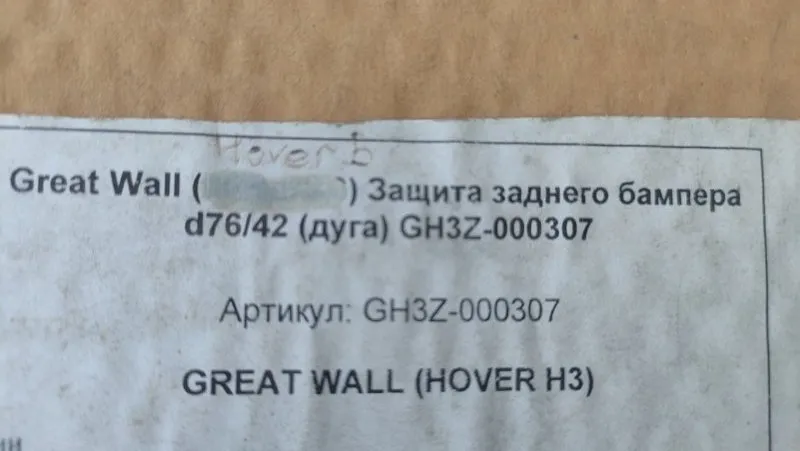 Hover b
Great Wall ( ) Защита заднего бампера
d76/42 (дуга) GH3Z-000307
Артикул: GH3Z-000307
GREAT WALL (HOVER H3)